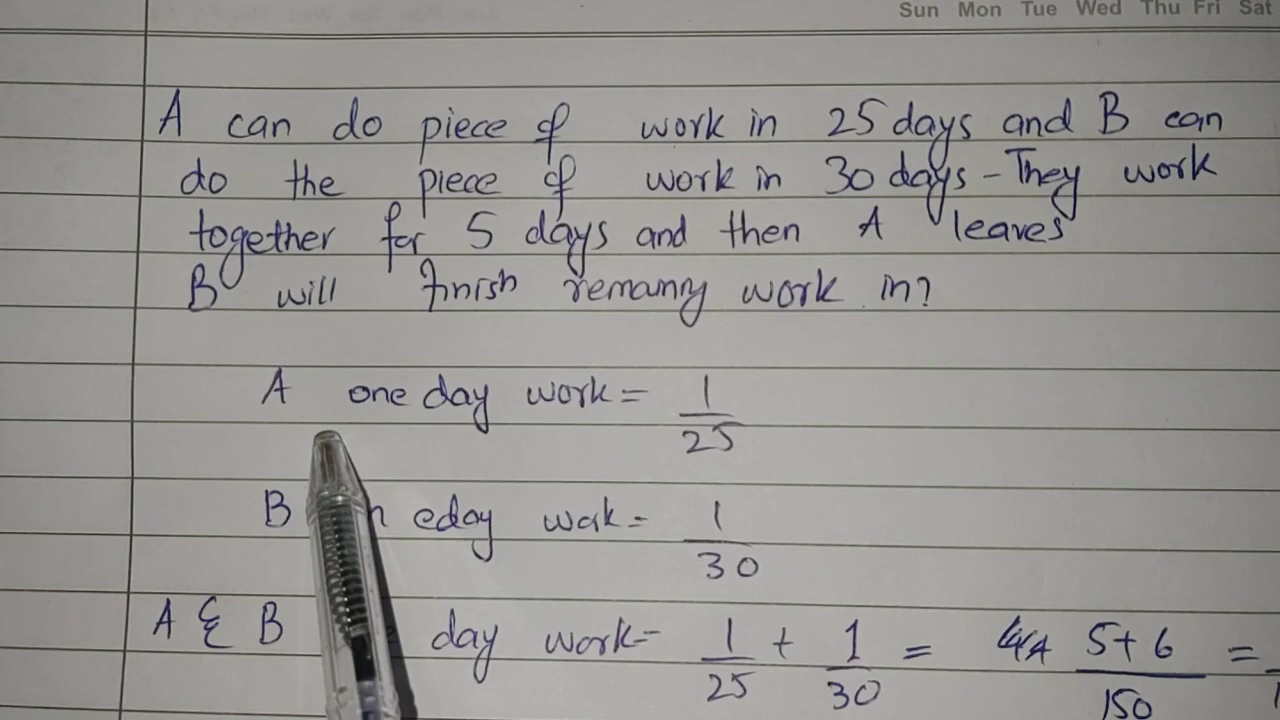 Sun Mon Tue Wed Thu Fri Sat
A can do piece of work in 25 days and B can
do the piece of work in 30 days - They work
together for 5 days and then A leaves
B will finish remanny work in?
A one day work = 1/25
B eday wak = 1/30
A & B day work = 1/25 + 1/30 = 5+6/150 =